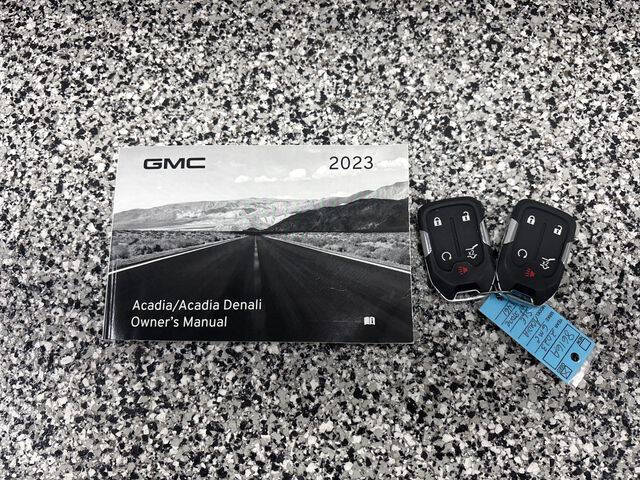 GMC 2023
Acadia/Acadia Denali
Owner's Manual